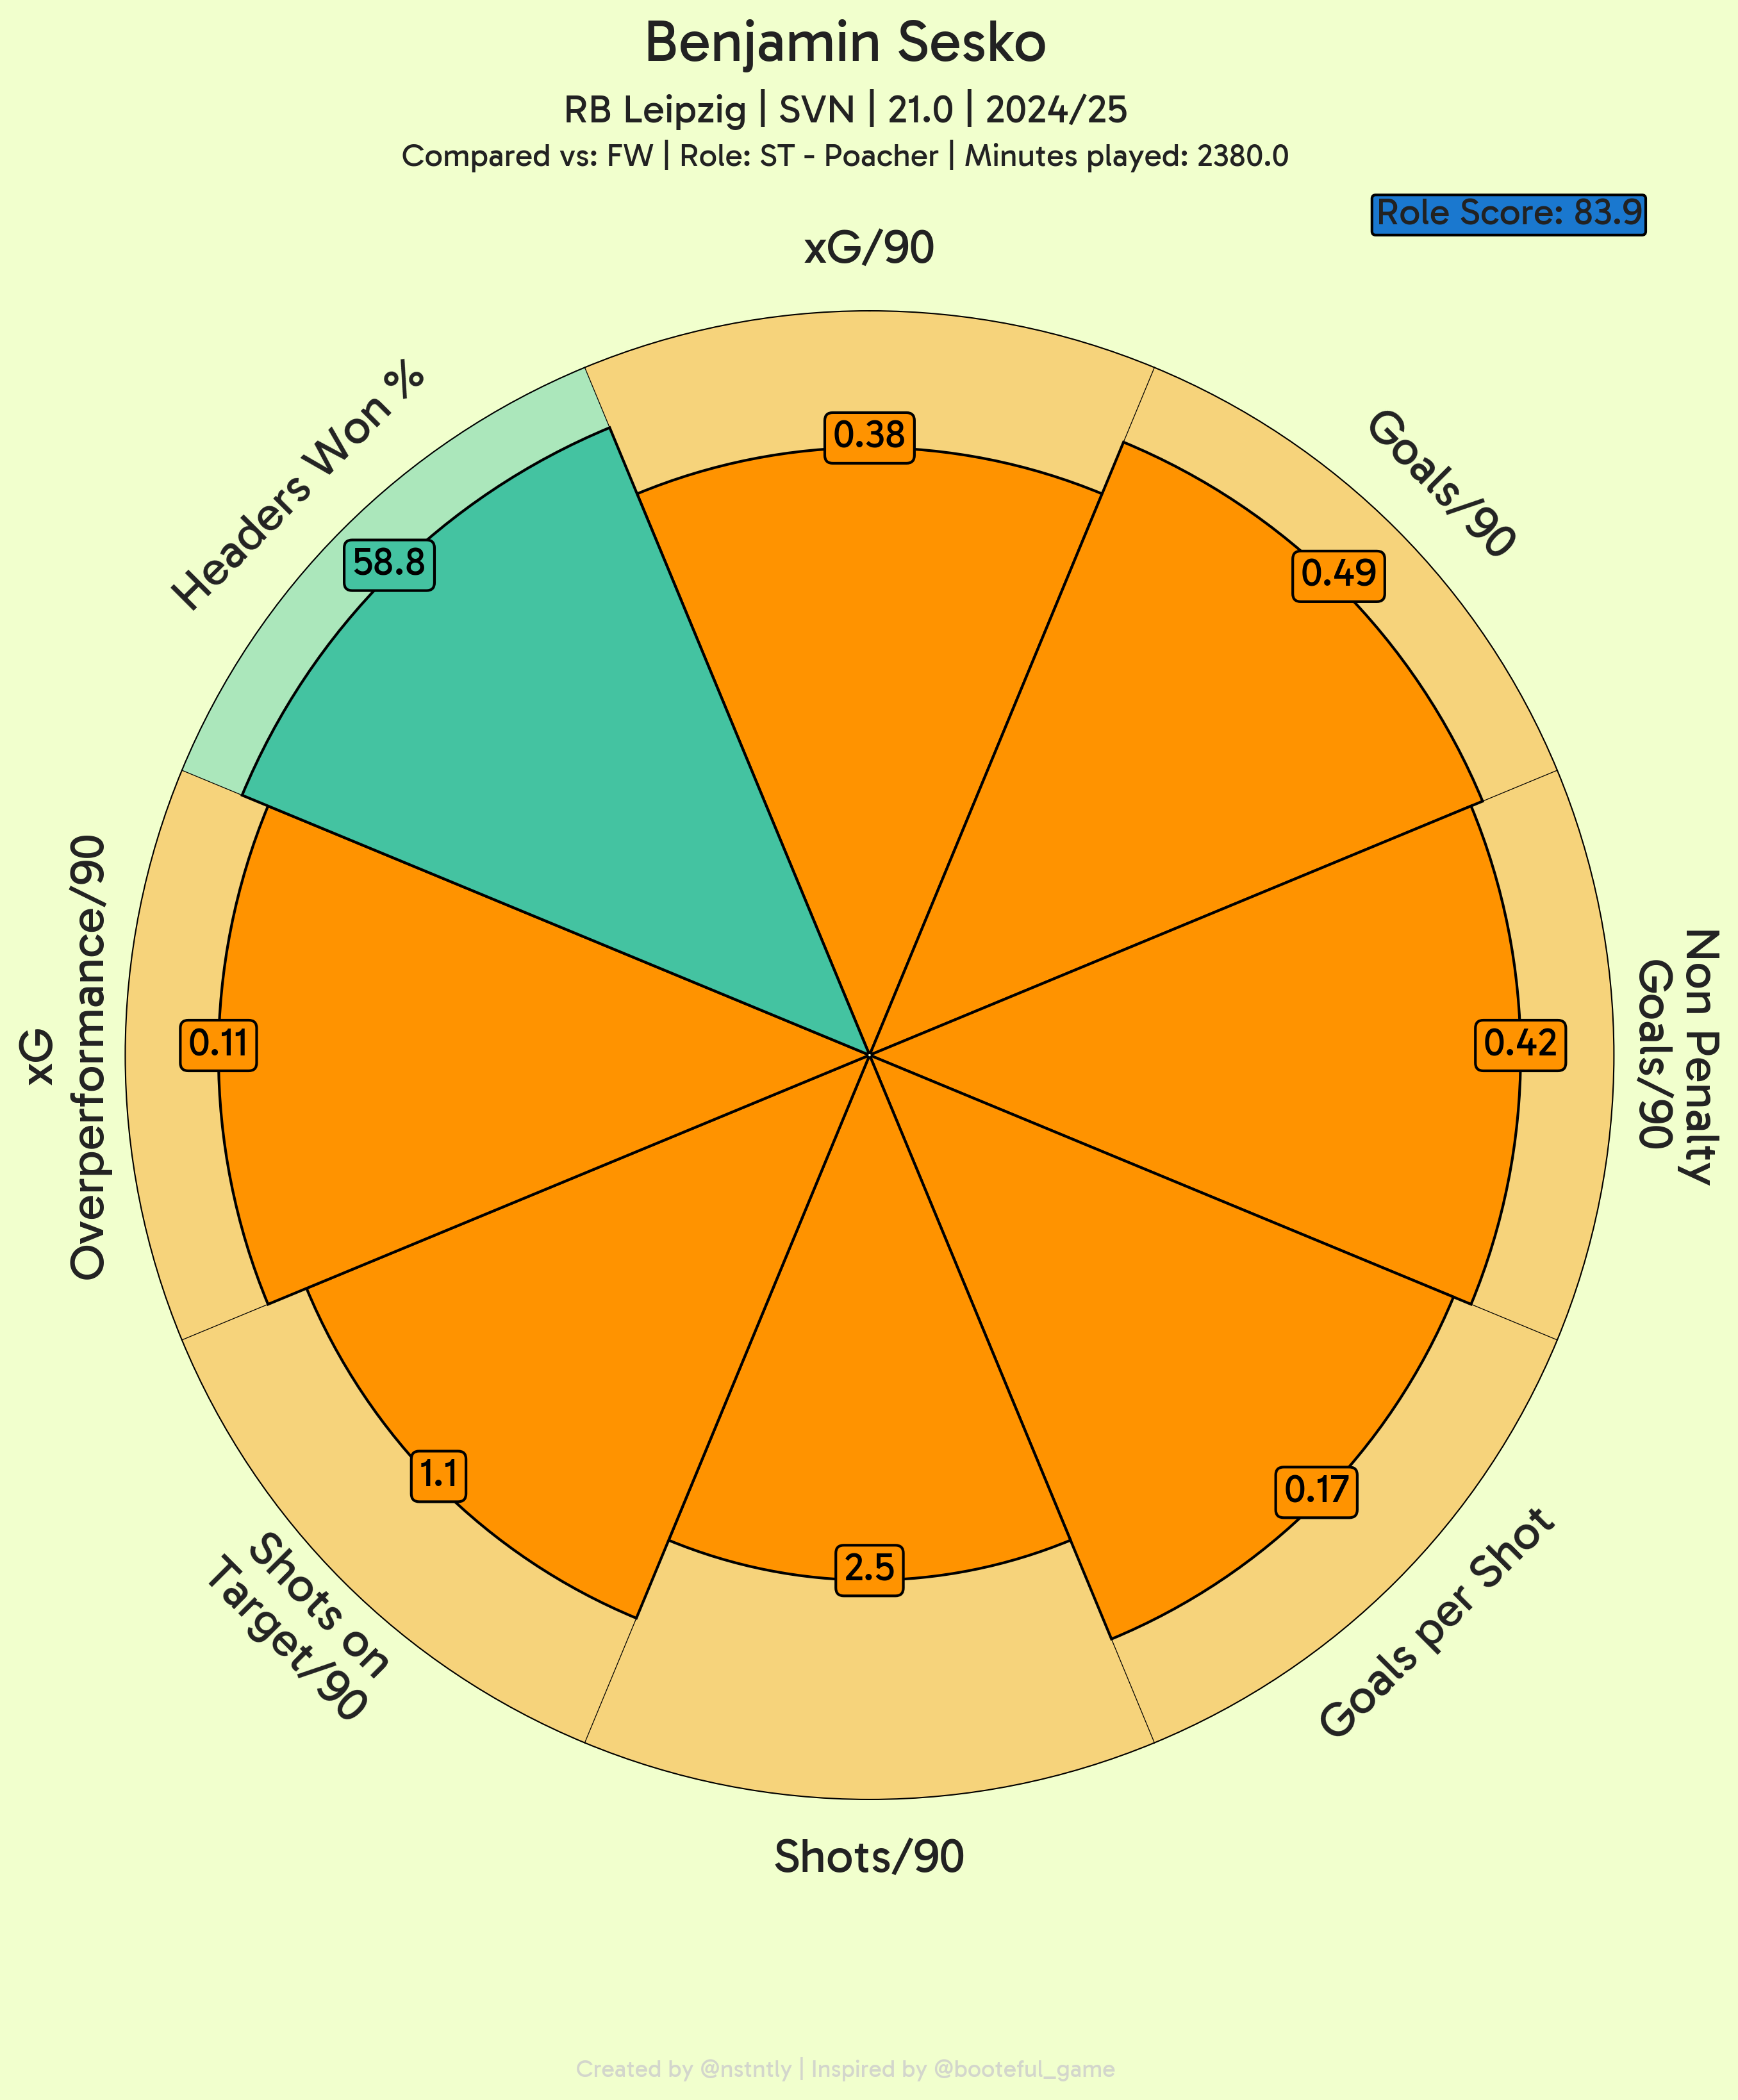 Benjamin Sesko
RB Leipzig | SVN | 21.0 | 2024/25
Compared vs: FW | Role: ST - Poacher | Minutes played: 2380.0
Role Score: 83.9
xG/90
0.38
Goals/90
0.49
Non Penalty
Goals/90
0.42
Goals per Shot
0.17
Shots/90
2.5
Shots on
Target/90
1.1
xG
Overperformance/90
0.11
Headers Won %
58.8
Created by @nstntly | Inspired by @booteful_game